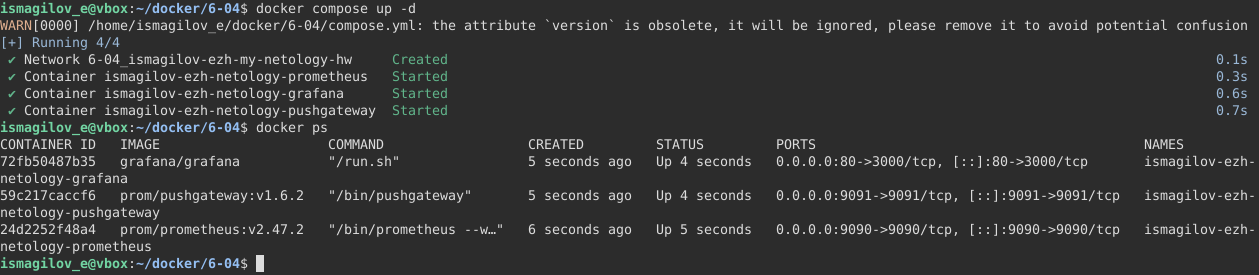 ismagilov_e@vbox:~/docker/6-04$ docker compose up -d
WARN[0000] /home/ismagilov_e/docker/6-04/compose.yml: the attribute `version` is obsolete, it will be ignored, please remove it to avoid potential confusion
[+] Running 4/4
✔ Network 6-04_ismagilov-ezh-my-netology-hw Created 0.1s
✔ Container ismagilov-ezh-netology-prometheus Started 0.3s
✔ Container ismagilov-ezh-netology-grafana Started 0.6s
✔ Container ismagilov-ezh-netology-pushgateway Started 0.7s
ismagilov_e@vbox:~/docker/6-04$ docker ps
CONTAINER ID IMAGE COMMAND CREATED STATUS PORTS NAMES
72fb50487b35 grafana/grafana "/run.sh" 5 seconds ago Up 4 seconds 0.0.0.0:80->3000/tcp, [::]:80->3000/tcp ismagilov-ezh-
netology-grafana
59c217caccf6 prom/pushgateway:v1.6.2 "/bin/pushgateway" 5 seconds ago Up 4 seconds 0.0.0.0:9091->9091/tcp, [::]:9091->9091/tcp ismagilov-ezh-
netology-pushgateway
24d2252f48a4 prom/prometheus:v2.47.2 "/bin/prometheus --w…" 6 seconds ago Up 5 seconds 0.0.0.0:9090->9090/tcp, [::]:9090->9090/tcp ismagilov-ezh-
netology-prometheus
ismagilov_e@vbox:~/docker/6-04$